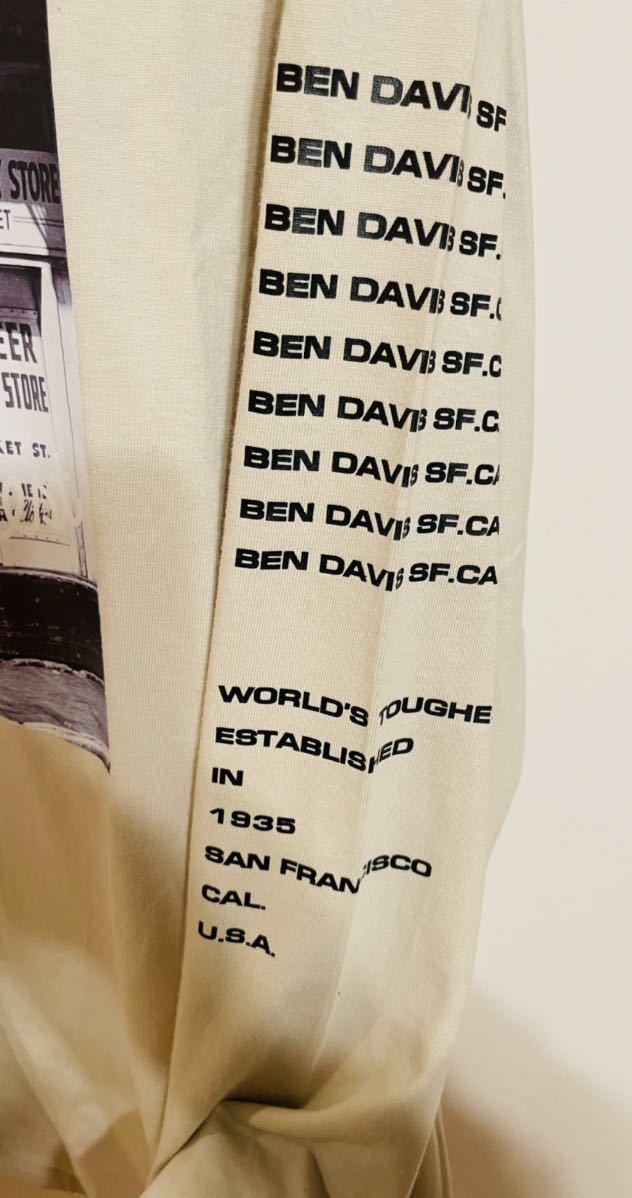 STORE
ET
EER
STORE
KET ST.
BEN DAVIS SF
BEN DAVIS SF.
BEN DAVIS SF.
BEN DAVIS SF.C
BEN DAVIS SF.C
BEN DAVIS SF.C
BEN DAVIS SF.CA
BEN DAVIS SF.CA
BEN DAVIS SF.CA
WORLD'S TOUGHE
ESTABLISHED
IN
1935
SAN FRANCISCO
CAL.
U.S.A.